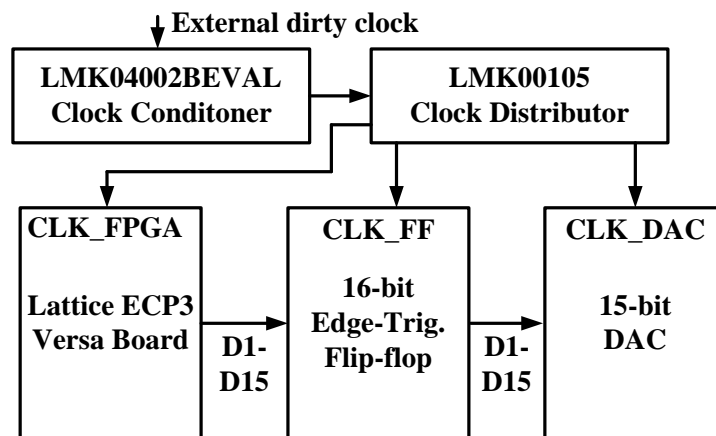 External dirty clock
LMK04002BEVAL
Clock Conditoner
LMK00105
Clock Distributor
CLK_FPGA
Lattice ECP3
Versa Board
D1-
D15
CLK_FF
16-bit
Edge-Trig.
Flip-flop
D1-
D15
CLK_DAC
15-bit
DAC